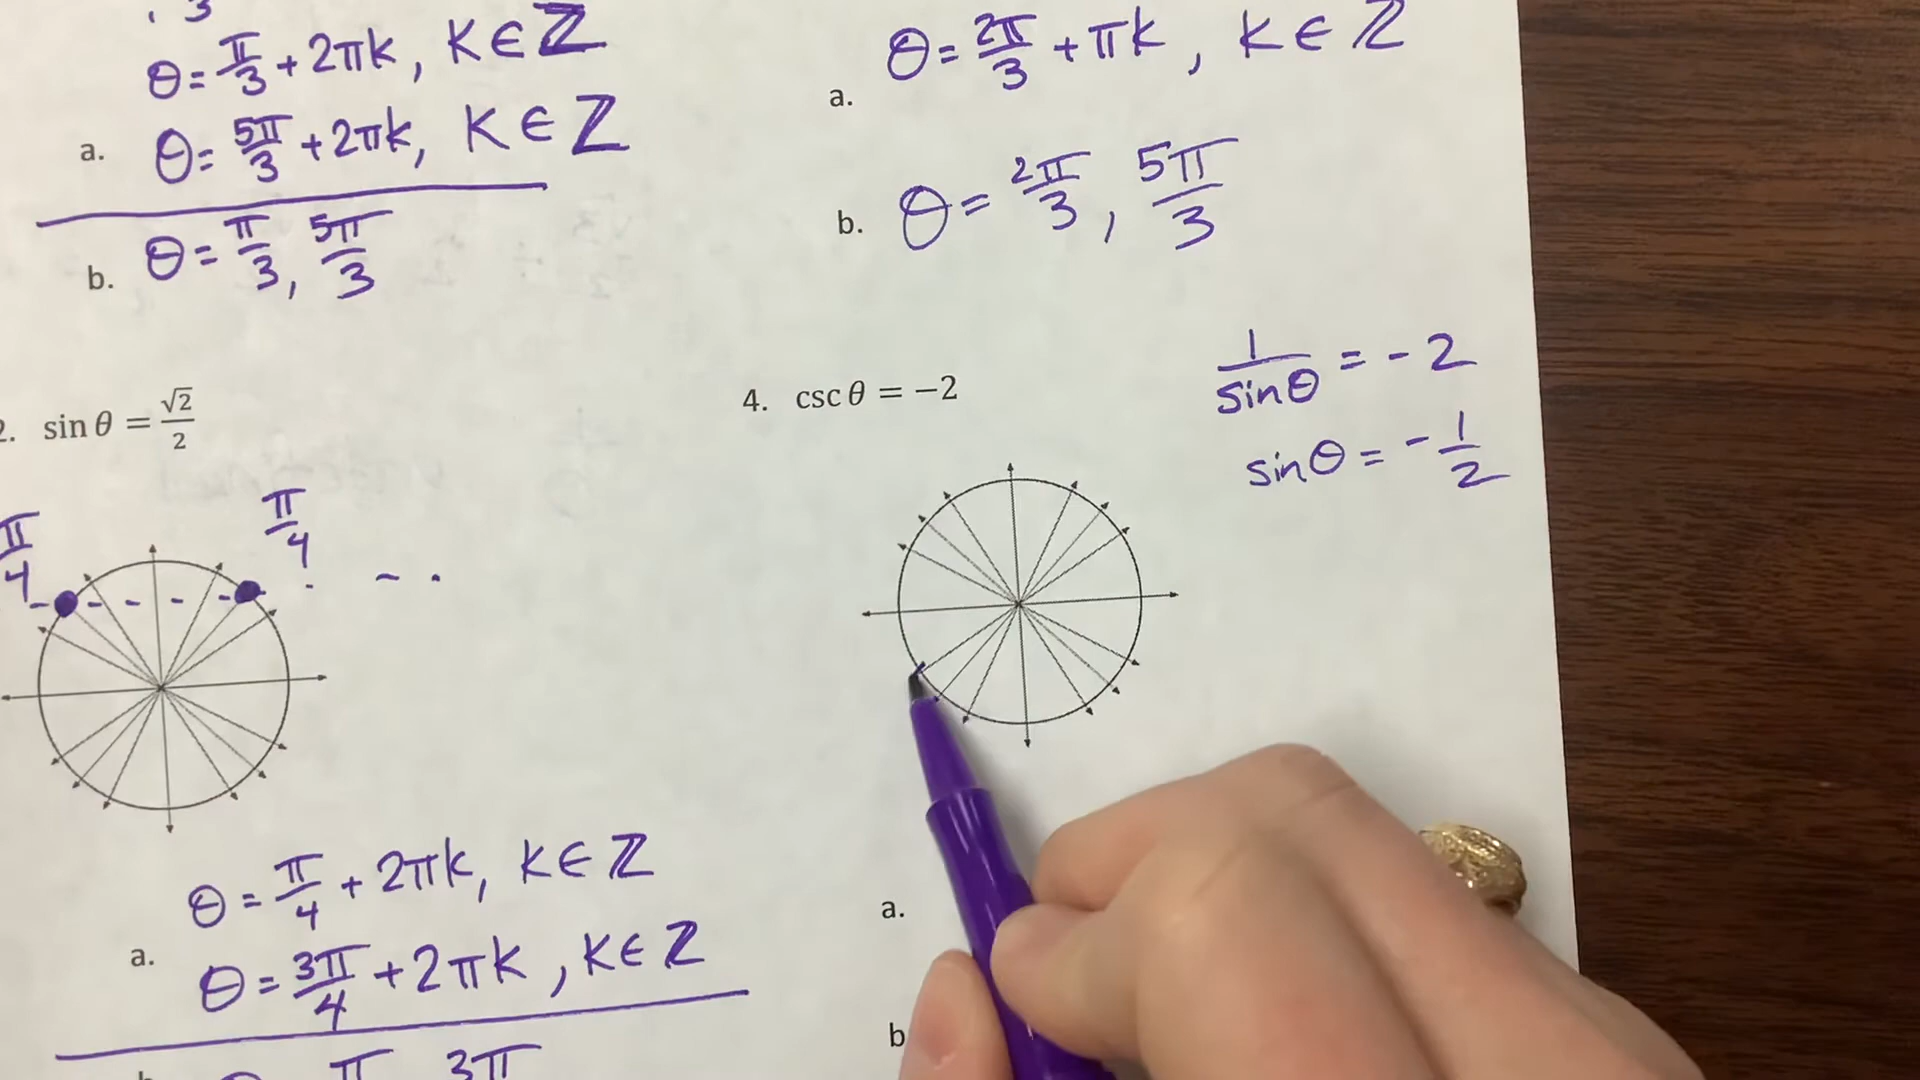 θ = π/3 + 2πk, K ∈ ℤ
a. θ = 5π/3 + 2πk, K ∈ ℤ
b. θ = π/3, 5π/3
sin θ = √2/2
π/4
π/4
θ = π/4 + 2πk, K ∈ ℤ
a. θ = 3π/4 + 2πk, K ∈ ℤ
π 3π
a. θ = 2π/3 + πk, K ∈ ℤ
b. θ = 2π/3, 5π/3
4. csc θ = −2
1/sinθ = -2
sinθ = -1/2
a.
b